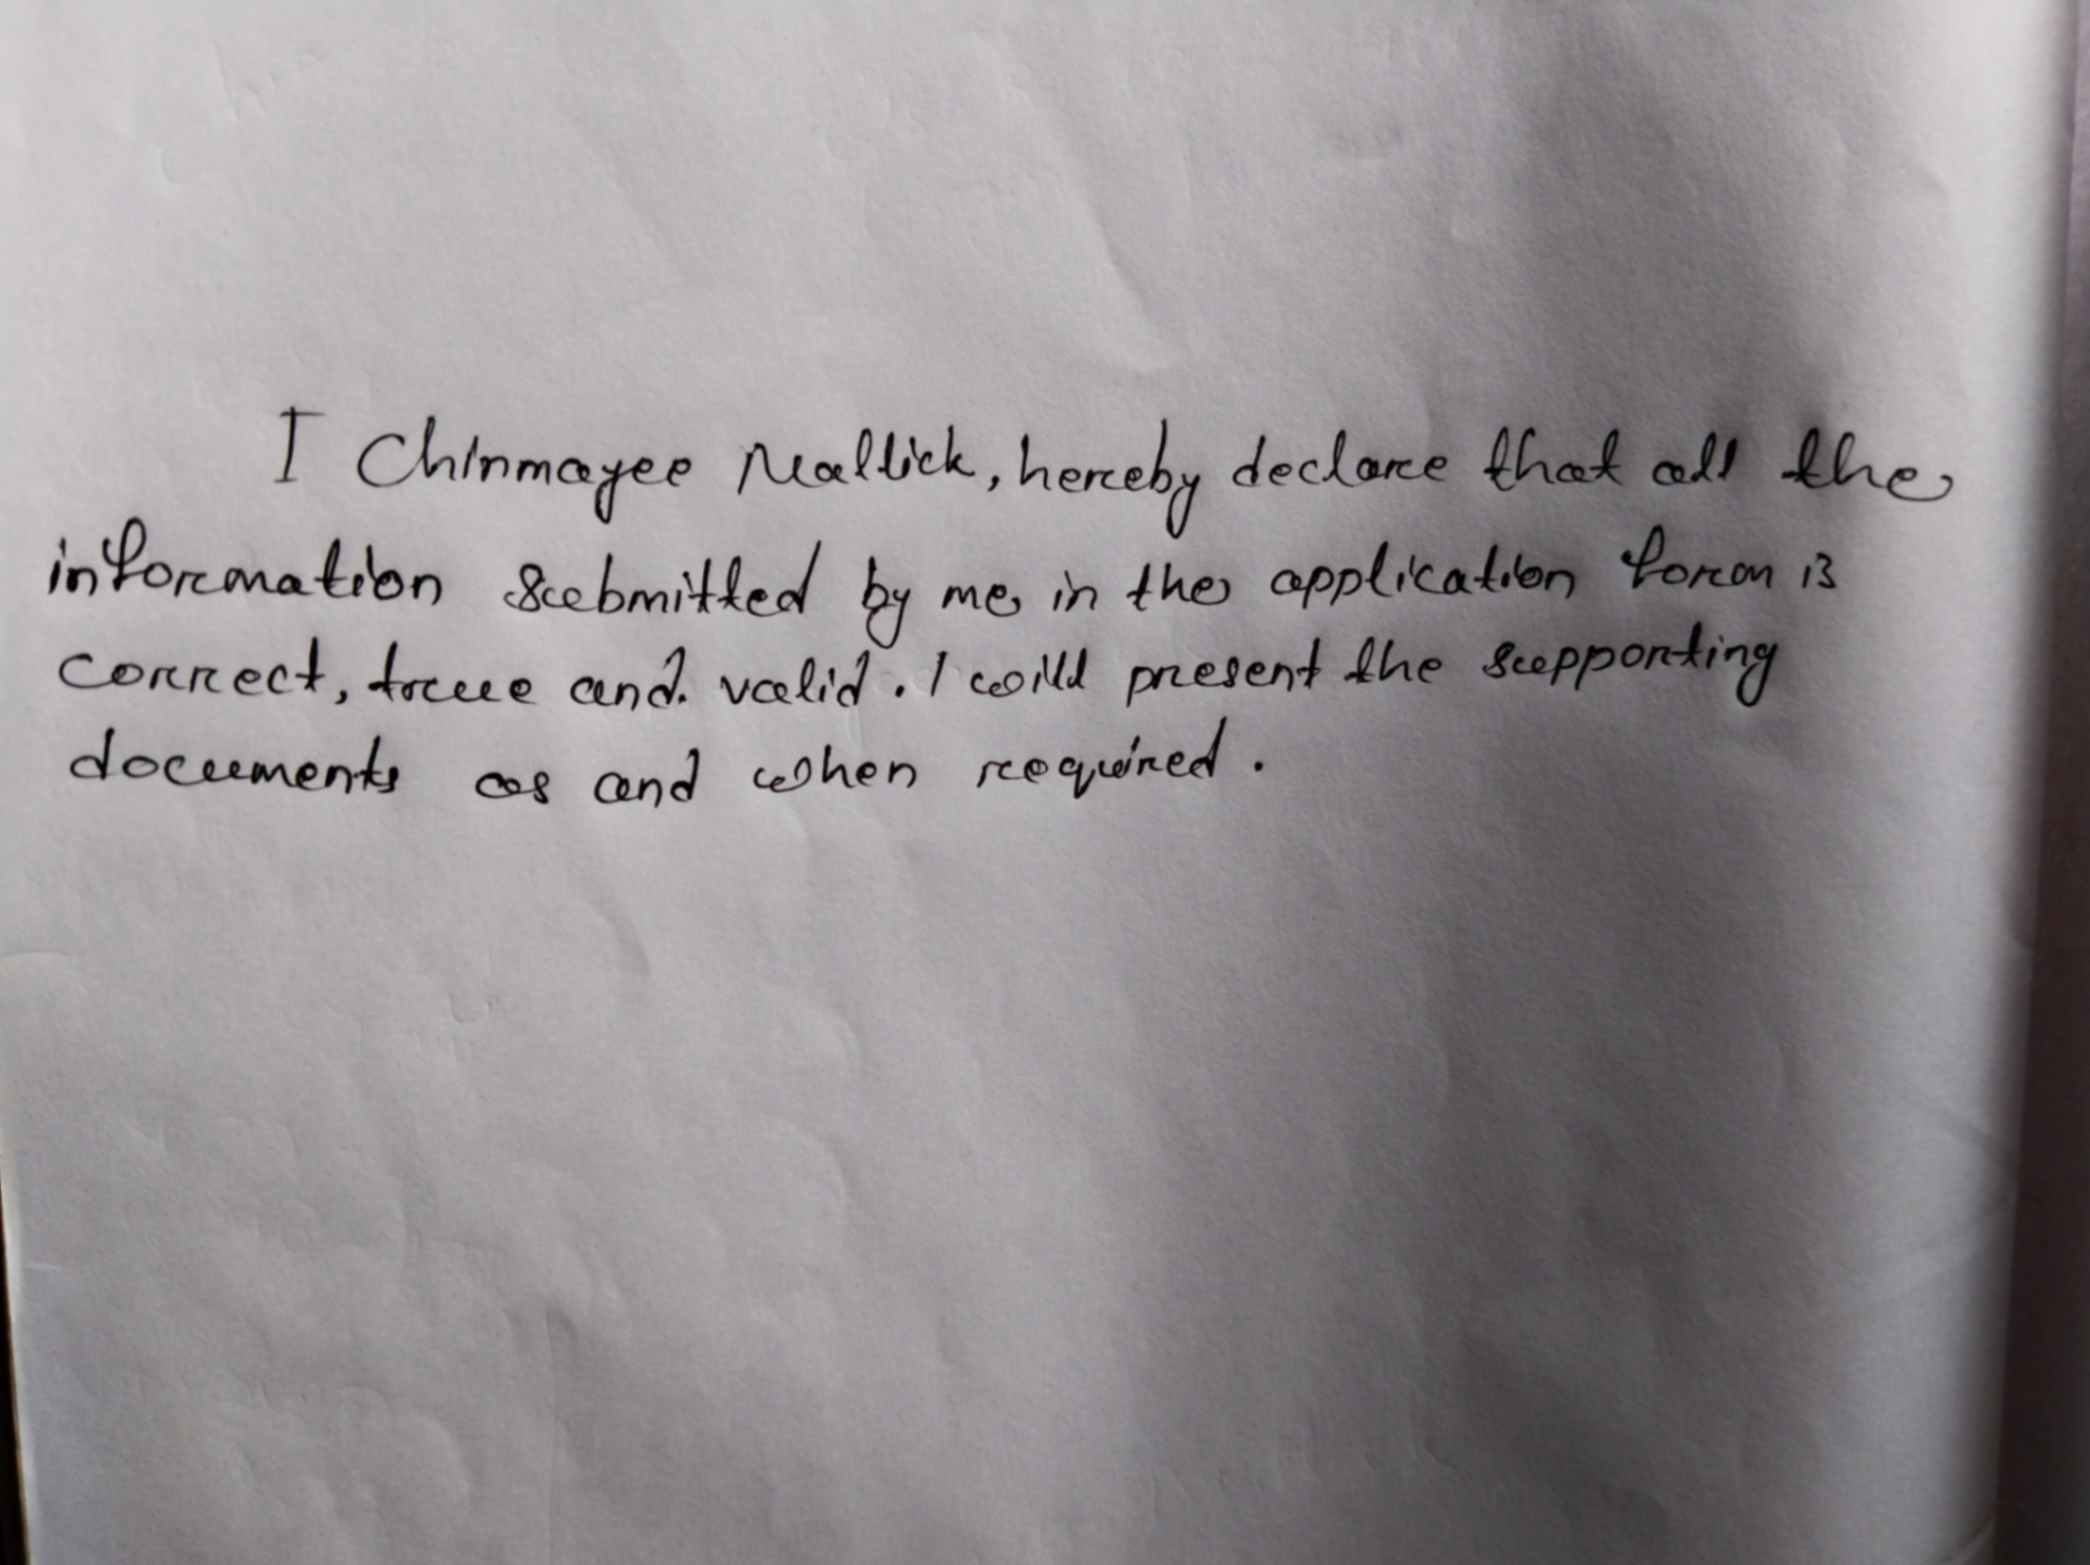 I Chinmayee Mallick, hereby declare that all the
information submitted by me in the application form is
correct, true and valid. I will present the supporting
documents as and when required.